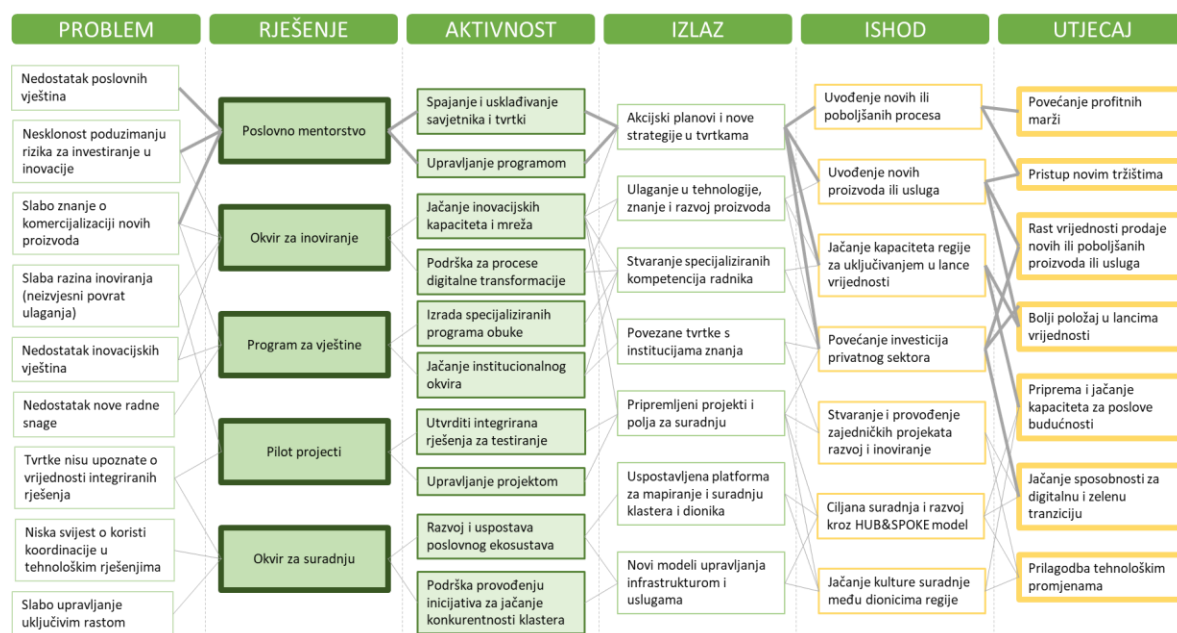 PROBLEM
RJEŠENJE
AKTIVNOST
IZLAZ
ISHOD
UTJECAJ
Nedostatak poslovnih
vještina
Nesklonost poduzimanju
rizika za investiranje u
inovacije
Slabo znanje o
komercijalizaciji novih
proizvoda
Slaba razina inoviranja
(neizvjesni povrat
ulaganja)
Nedostatak inovacijskih
vještina
Nedostatak nove radne
snage
Tvrtke nisu upoznate o
vrijednosti integriranih
rješenja
Niska svijest o koristi
koordinacije u
tehnološkim rješenjima
Slabo upravljanje
uključivim rastom
Poslovno mentorstvo
Okvir za inoviranje
Program za vještine
Pilot projecti
Okvir za suradnju
Spajanje i usklađivanje
savjetnika i tvrtki
Upravljanje programom
Jačanje inovacijskih
kapaciteta i mreža
Podrška za procese
digitalne transformacije
Izrada specijaliziranih
programa obuke
Jačanje institucionalnog
okvira
Utvrditi integrirana
rješenja za testiranje
Upravljanje projektom
Razvoj i uspostava
poslovnog ekosustava
Podrška provođenju
inicijativa za jačanje
konkurentnosti klastera
Akcijski planovi i nove
strategije u tvrtkama
Ulaganje u tehnologije,
znanje i razvoj proizvoda
Stvaranje specijaliziranih
kompetencija radnika
Povezane tvrtke s
institucijama znanja
Pripremljeni projekti i
polja za suradnju
Uspostavljena platforma
za mapiranje i suradnju
klastera i dionika
Novi modeli upravljanja
infrastrukturom i
uslugama
Uvođenje novih ili
poboljšanih procesa
Uvođenje novih
proizvoda ili usluga
Jačanje kapaciteta regije
za uključivanjem u lance
vrijednosti
Povećanje investicija
privatnog sektora
Stvaranje i provođenje
zajedničkih projekata
razvoj i inoviranje
Ciljana suradnja i razvoj
kroz HUB&SPOKE model
Jačanje kulture suradnje
među dionicima regije
Povećanje profitnih
marži
Pristup novim tržištima
Rast vrijednosti prodaje
novih ili poboljšanih
proizvoda ili usluga
Bolji položaj u lancima
vrijednosti
Priprema i jačanje
kapaciteta za poslove
budućnosti
Jačanje sposobnosti za
digitalnu i zelenu
tranziciju
Prilagodba tehnološkim
promjenama